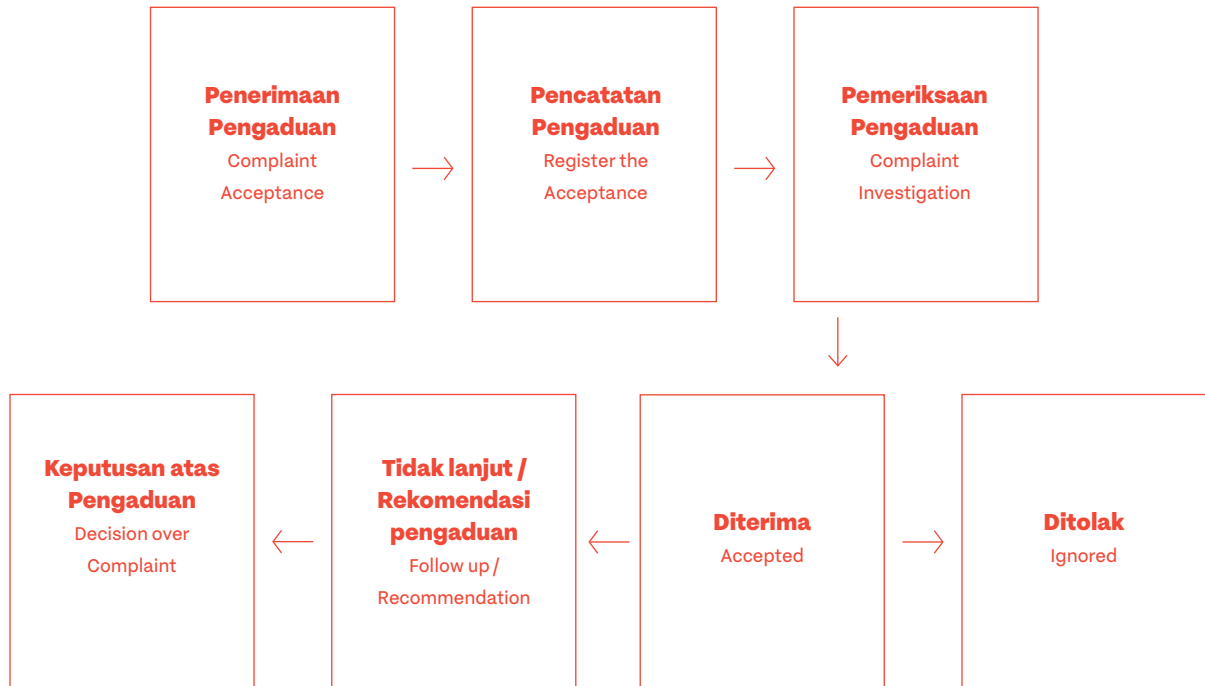 Penerimaan
Pengaduan
Complaint
Acceptance
Pencatatan
Pengaduan
Register the
Acceptance
Pemeriksaan
Pengaduan
Complaint
Investigation
Keputusan atas
Pengaduan
Decision over
Complaint
Tidak lanjut /
Rekomendasi
pengaduan
Follow up /
Recommendation
Diterima
Accepted
Ditolak
Ignored